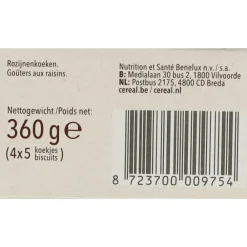 Rozijnenkoeken.
Goûters aux raisins.
Nettogewicht /Poids net:
360 g e
(4x5 koekjes
biscuits)
Nutrition et Santé Benelux n.v./ s.a.
B: Medialaan 30 bus 2, 1800 Vilvoorde
NL: Postbus 2175, 4800 CD Breda
cereal.be / cereal.nl
8 723700 009754